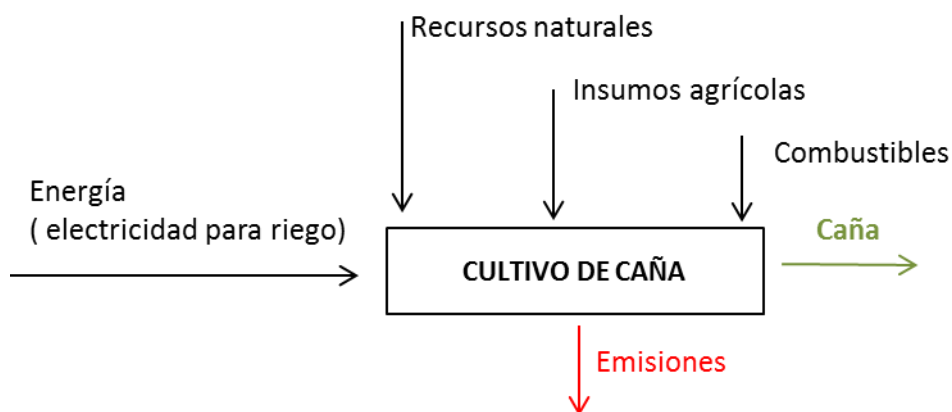 Recursos naturales
Insumos agrícolas
Combustibles
Energía
( electricidad para riego)
Caña
CULTIVO DE CAÑA
Emisiones